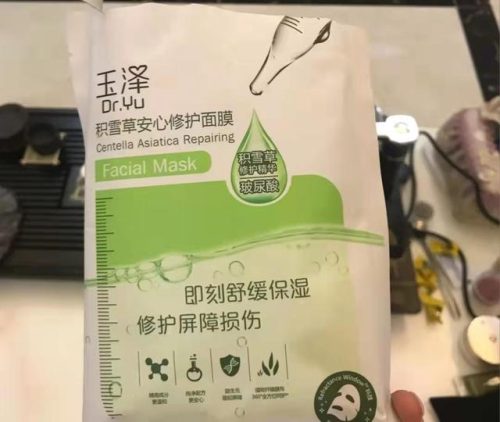 玉泽
Dr.Yu
积雪草安心修护面膜
Centella Asiatica Repairing
Facial Mask
积雪草
修护精华
玻尿酸
即刻舒缓保湿
修护屏障损伤
Refractance Window™